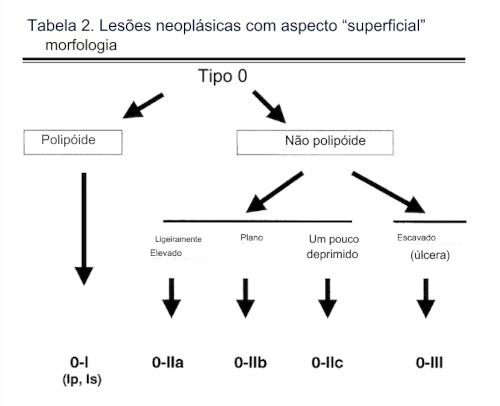 Tabela 2. Lesões neoplásicas com aspecto “superficial”
morfologia
Tipo 0
Polipóide
Não polipóide
Ligeiramente
Elevado
Plano
Um pouco
deprimido
Escavado
(úlcera)
0-I
(Ip, Is)
0-IIa
0-IIb
0-IIc
0-III